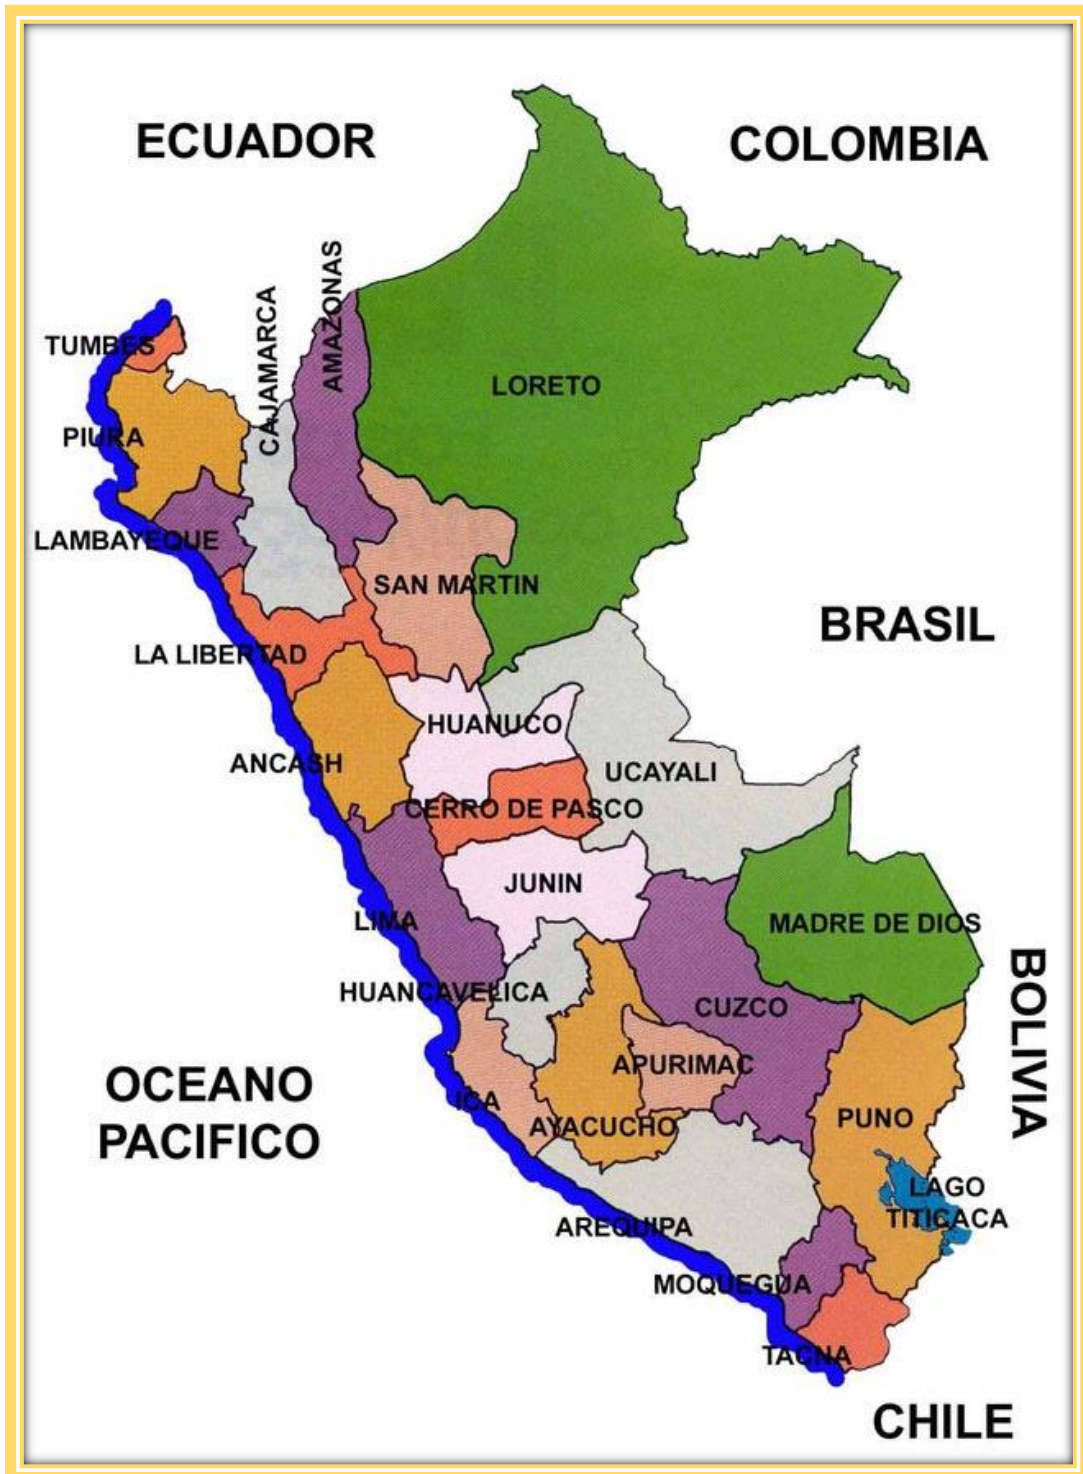 ECUADOR
COLOMBIA
AMAZONAS
CAJAMARCA
TUMBES
LORETO
PIURA
LAMBAYEQUE
SAN MARTIN
BRASIL
LA LIBERTAD
HUANUCO
ANCASH
UCAYALI
CERRO DE PASCO
JUNIN
LIMA
MADRE DE DIOS
HUANCAVELICA
CUZCO
BOLIVIA
APURIMAC
OCEANO
PACIFICO
ICA
AYACUCHO
PUNO
LAGO
TITICACA
AREQUIPA
MOQUEGUA
TACNA
CHILE